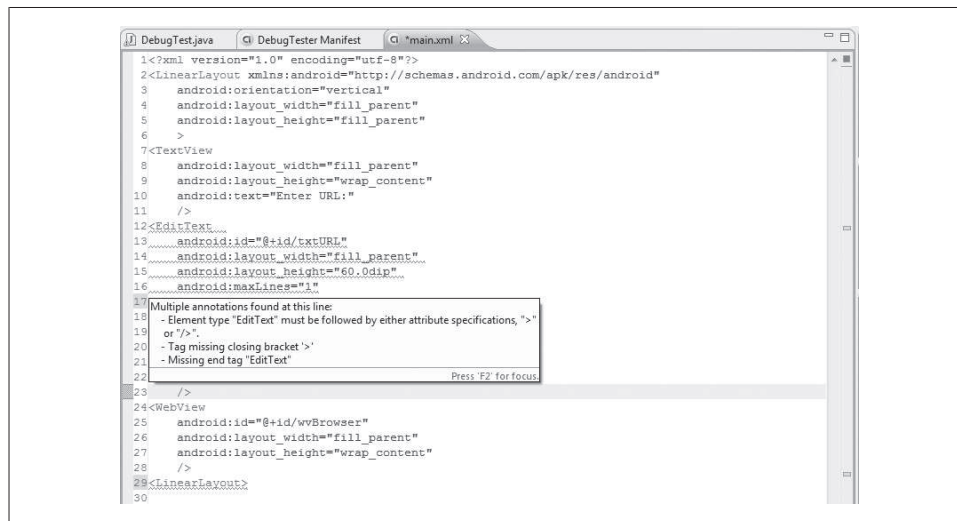 DebugTest.java DebugTester Manifest *main.xml
1<?xml version="1.0" encoding="utf-8"?>
2<LinearLayout xmlns:android="http://schemas.android.com/apk/res/android"
3 android:orientation="vertical"
4 android:layout_width="fill_parent"
5 android:layout_height="fill_parent"
6 >
7<TextView
8 android:layout_width="fill_parent"
9 android:layout_height="wrap_content"
10 android:text="Enter URL:"
11 />
12<EditText
13 android:id="@+id/txtURL"
14 android:layout_width="fill_parent"
15 android:layout_height="60.0dip"
16 android:maxLines="1"
17
Multiple annotations found at this line:
18 - Element type "EditText" must be followed by either attribute specifications, ">"
19 or "/>".
20 - Tag missing closing bracket '>'
21 - Missing end tag "EditText"
22 Press 'F2' for focus.
23 />
24<WebView
25 android:id="@+id/wvBrowser"
26 android:layout_width="fill_parent"
27 android:layout_height="wrap_content"
28 />
29<LinearLayout>
30